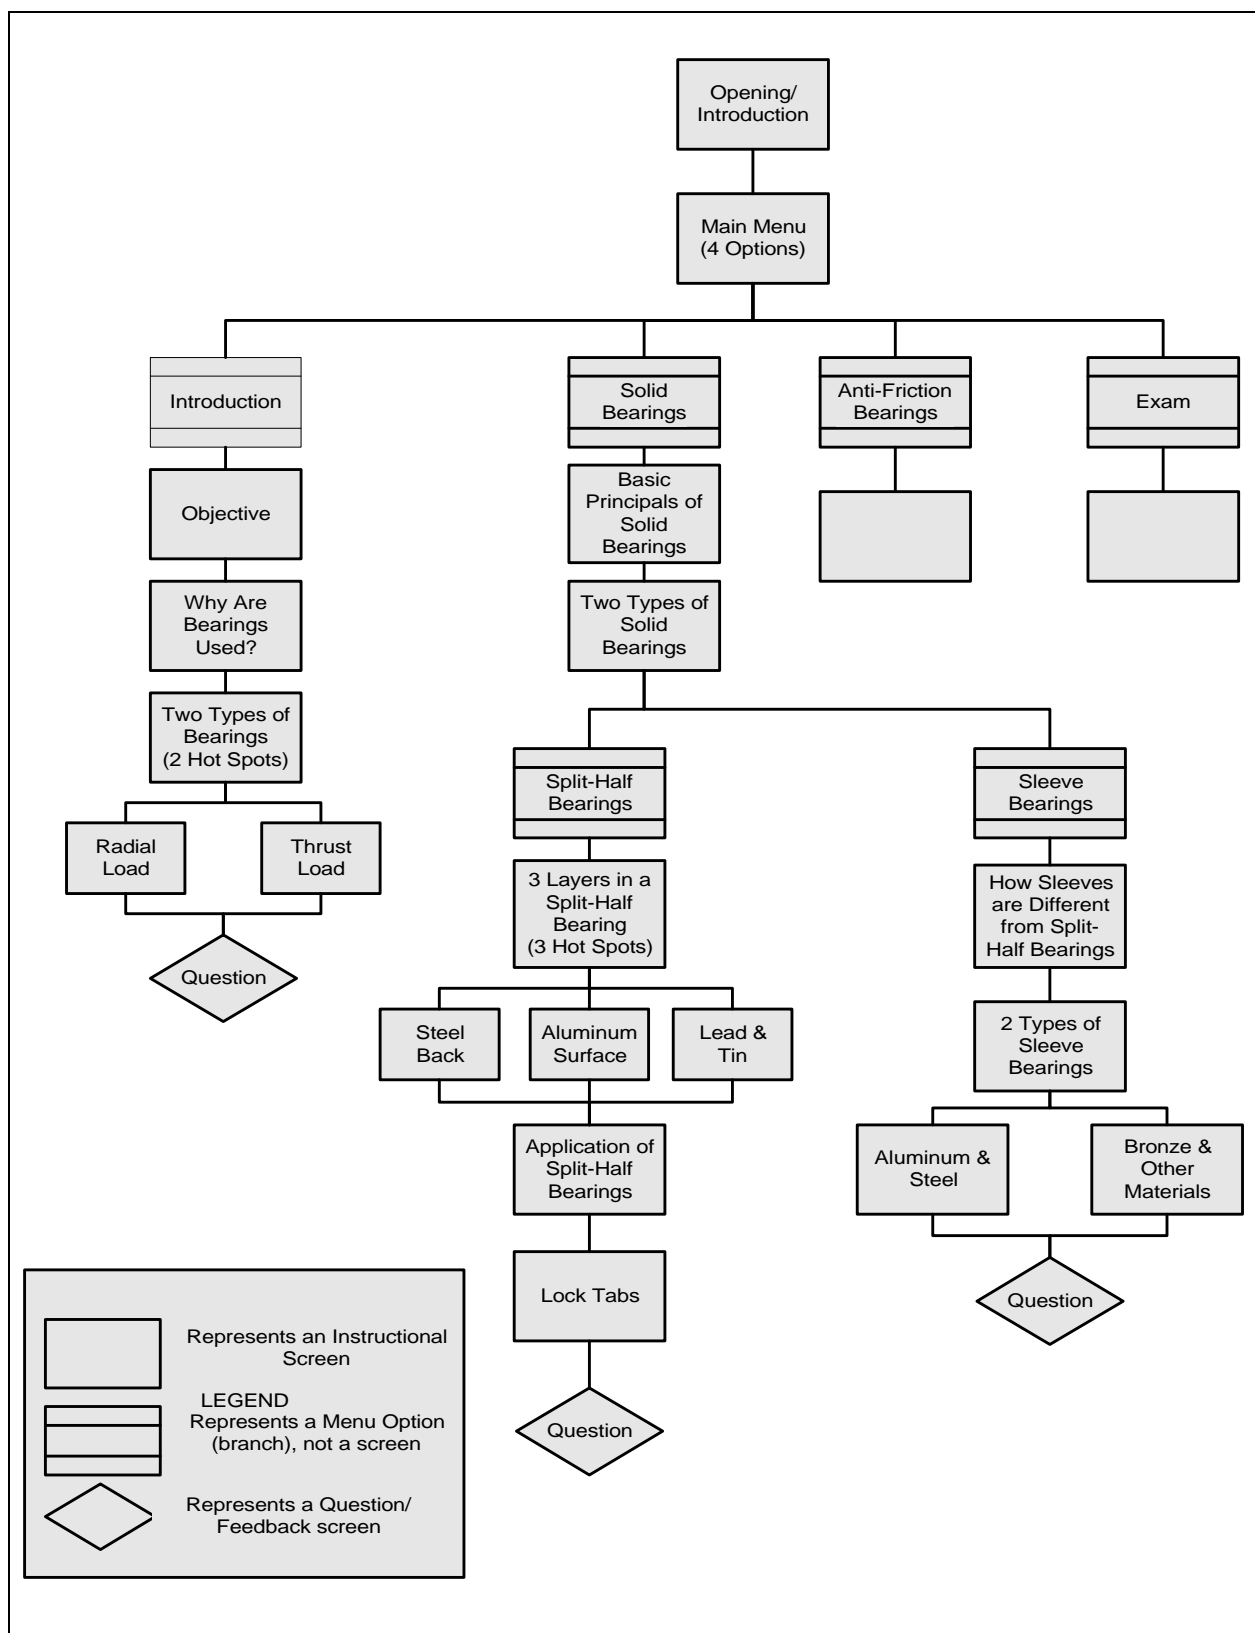 Opening/
Introduction
Main Menu
(4 Options)
Introduction
Solid
Bearings
Anti-Friction
Bearings
Exam
Objective
Basic
Principals of
Solid
Bearings
Why Are
Bearings
Used?
Two Types of
Solid
Bearings
Two Types of
Bearings
(2 Hot Spots)
Radial
Load
Thrust
Load
Question
Split-Half
Bearings
Sleeve
Bearings
3 Layers in a
Split-Half
Bearing
(3 Hot Spots)
How Sleeves
are Different
from Split-
Half Bearings
Steel
Back
Aluminum
Surface
Lead &
Tin
2 Types of
Sleeve
Bearings
Application of
Split-Half
Bearings
Aluminum &
Steel
Bronze &
Other
Materials
Lock Tabs
Question
Question
Represents an Instructional
Screen
LEGEND
Represents a Menu Option
(branch), not a screen
Represents a Question/
Feedback screen